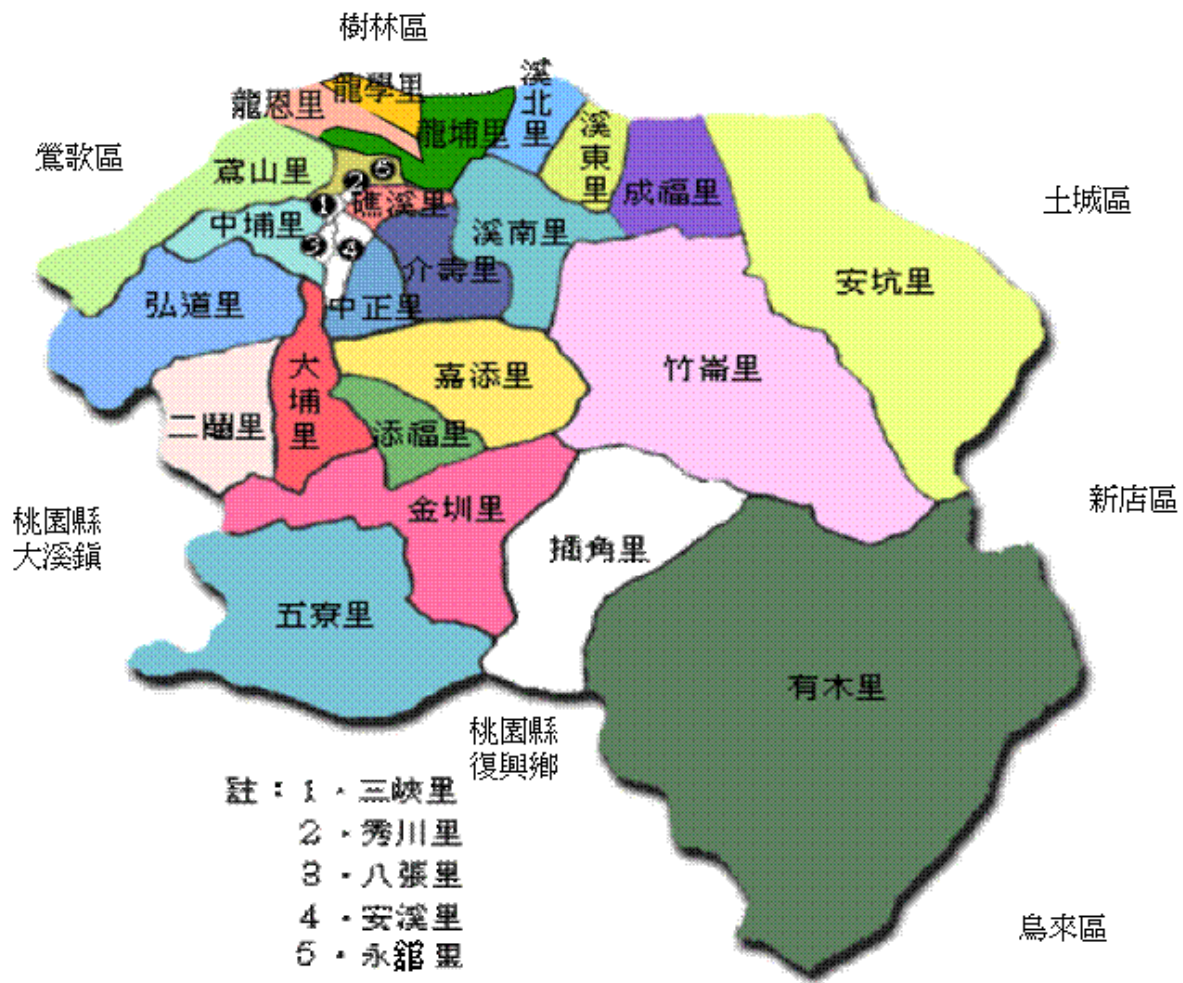 樹林區
龍學里
龍恩里
溪北里
龍埔里
溪東里
鶯歌區
鳶山里
5
2
成福里
土城區
1
礁溪里
中埔里
溪南里
3
4
介壽里
安坑里
弘道里
中正里
大埔里
嘉添里
竹崙里
二鬮里
添福里
金圳里
新店區
桃園縣
大溪鎮
插角里
五寮里
有木里
桃園縣
復興鄉
註：1．三峽里
2．秀川里
3．八張里
4．安溪里
5．永舘里
烏來區